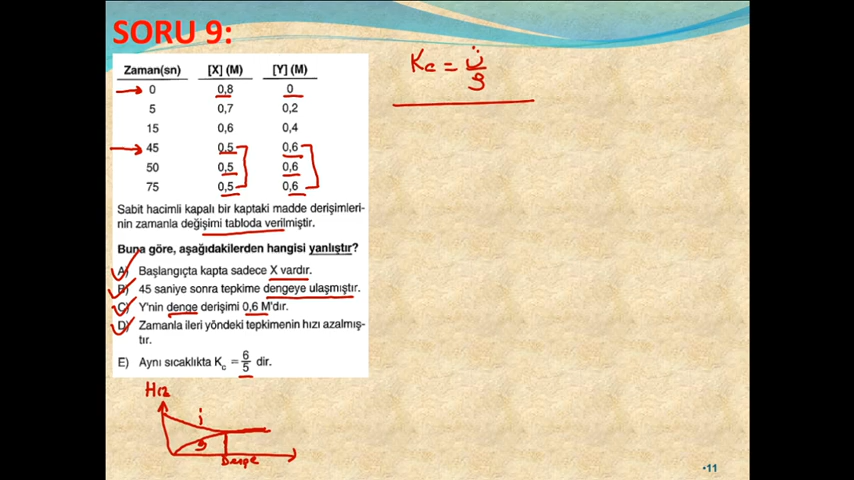 SORU 9:
Zaman(sn) [X] (M) [Y] (M)
0 0,8 0
5 0,7 0,2
15 0,6 0,4
45 0,5 0,6
50 0,5 0,6
75 0,5 0,6
Sabit hacimli kapalı bir kaptaki madde derişimleri-
nin zamanla değişimi tabloda verilmiştir.
Buna göre, aşağıdakilerden hangisi yanlıştır?
A) Başlangıçta kapta sadece X vardır.
B) 45 saniye sonra tepkime dengeye ulaşmıştır.
C) Y'nin denge derişimi 0,6 M'dır.
D) Zamanla ileri yöndeki tepkimenin hızı azalmış-
tır.
E) Aynı sıcaklıkta Kc = 6/5 dir.
Kc = Ü/g
Hız
i
g
Denge
•11